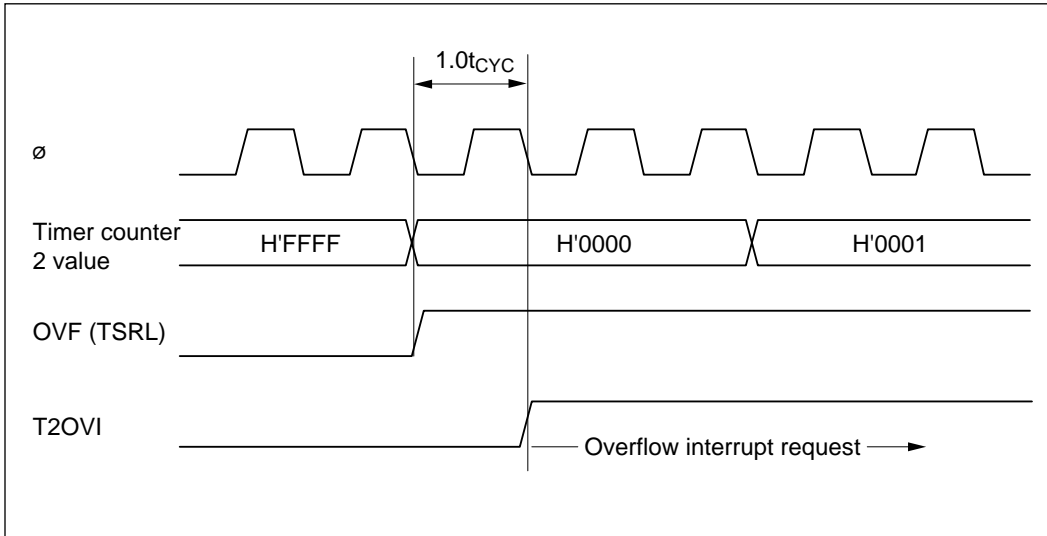 1.0tCYC
ø
Timer counter
2 value
H'FFFF H'0000 H'0001
OVF (TSRL)
T2OVI
Overflow interrupt request